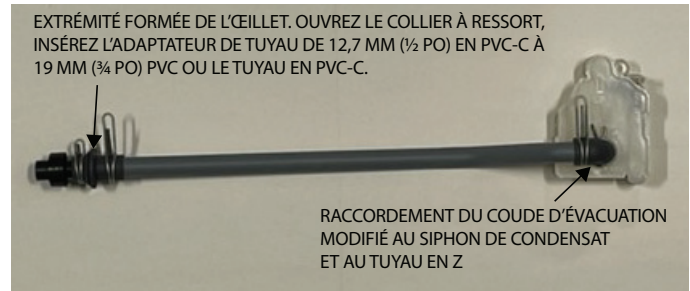 EXTRÉMITÉ FORMÉE DE L'ŒILLET. OUVREZ LE COLLIER À RESSORT,
INSÉREZ L'ADAPTATEUR DE TUYAU DE 12,7 MM (½ PO) EN PVC-C À
19 MM (¾ PO) PVC OU LE TUYAU EN PVC-C.
RACCORDEMENT DU COUDE D'ÉVACUATION
MODIFIÉ AU SIPHON DE CONDENSAT
ET AU TUYAU EN Z